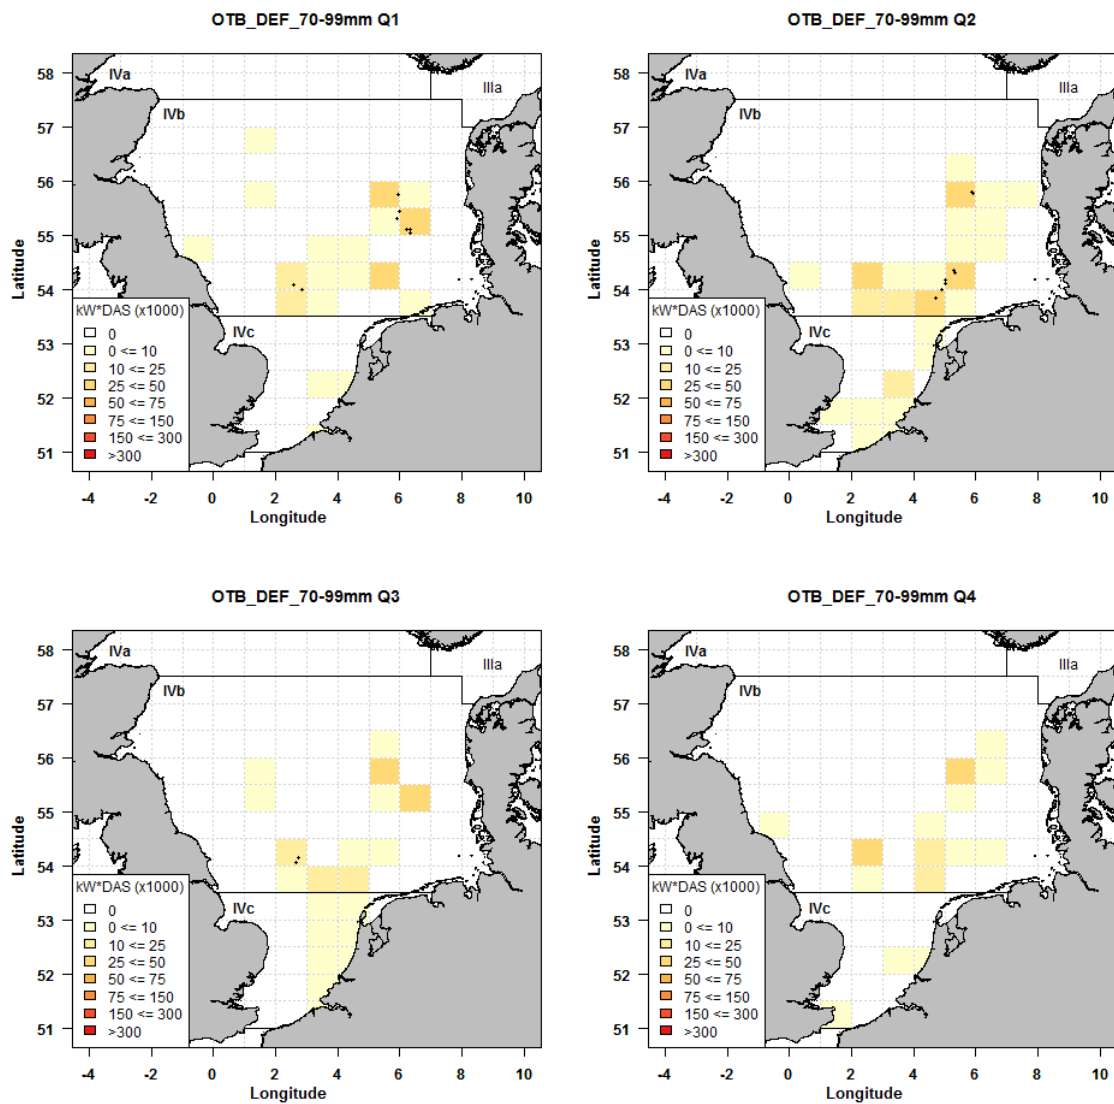 OTB_DEF_70-99mm Q1
58
57
56
55
54
53
52
51
Latitude
IVa
IIIa
IVb
IVc
kW*DAS (x1000)
0
0 <= 10
10 <= 25
25 <= 50
50 <= 75
75 <= 150
150 <= 300
>300
-4 -2 0 2 4 6 8 10
Longitude
OTB_DEF_70-99mm Q2
58
57
56
55
54
53
52
51
Latitude
IVa
IIIa
IVb
IVc
kW*DAS (x1000)
0
0 <= 10
10 <= 25
25 <= 50
50 <= 75
75 <= 150
150 <= 300
>300
-4 -2 0 2 4 6 8 10
Longitude
OTB_DEF_70-99mm Q3
58
57
56
55
54
53
52
51
Latitude
IVa
IIIa
IVb
IVc
kW*DAS (x1000)
0
0 <= 10
10 <= 25
25 <= 50
50 <= 75
75 <= 150
150 <= 300
>300
-4 -2 0 2 4 6 8 10
Longitude
OTB_DEF_70-99mm Q4
58
57
56
55
54
53
52
51
Latitude
IVa
IIIa
IVb
IVc
kW*DAS (x1000)
0
0 <= 10
10 <= 25
25 <= 50
50 <= 75
75 <= 150
150 <= 300
>300
-4 -2 0 2 4 6 8 10
Longitude